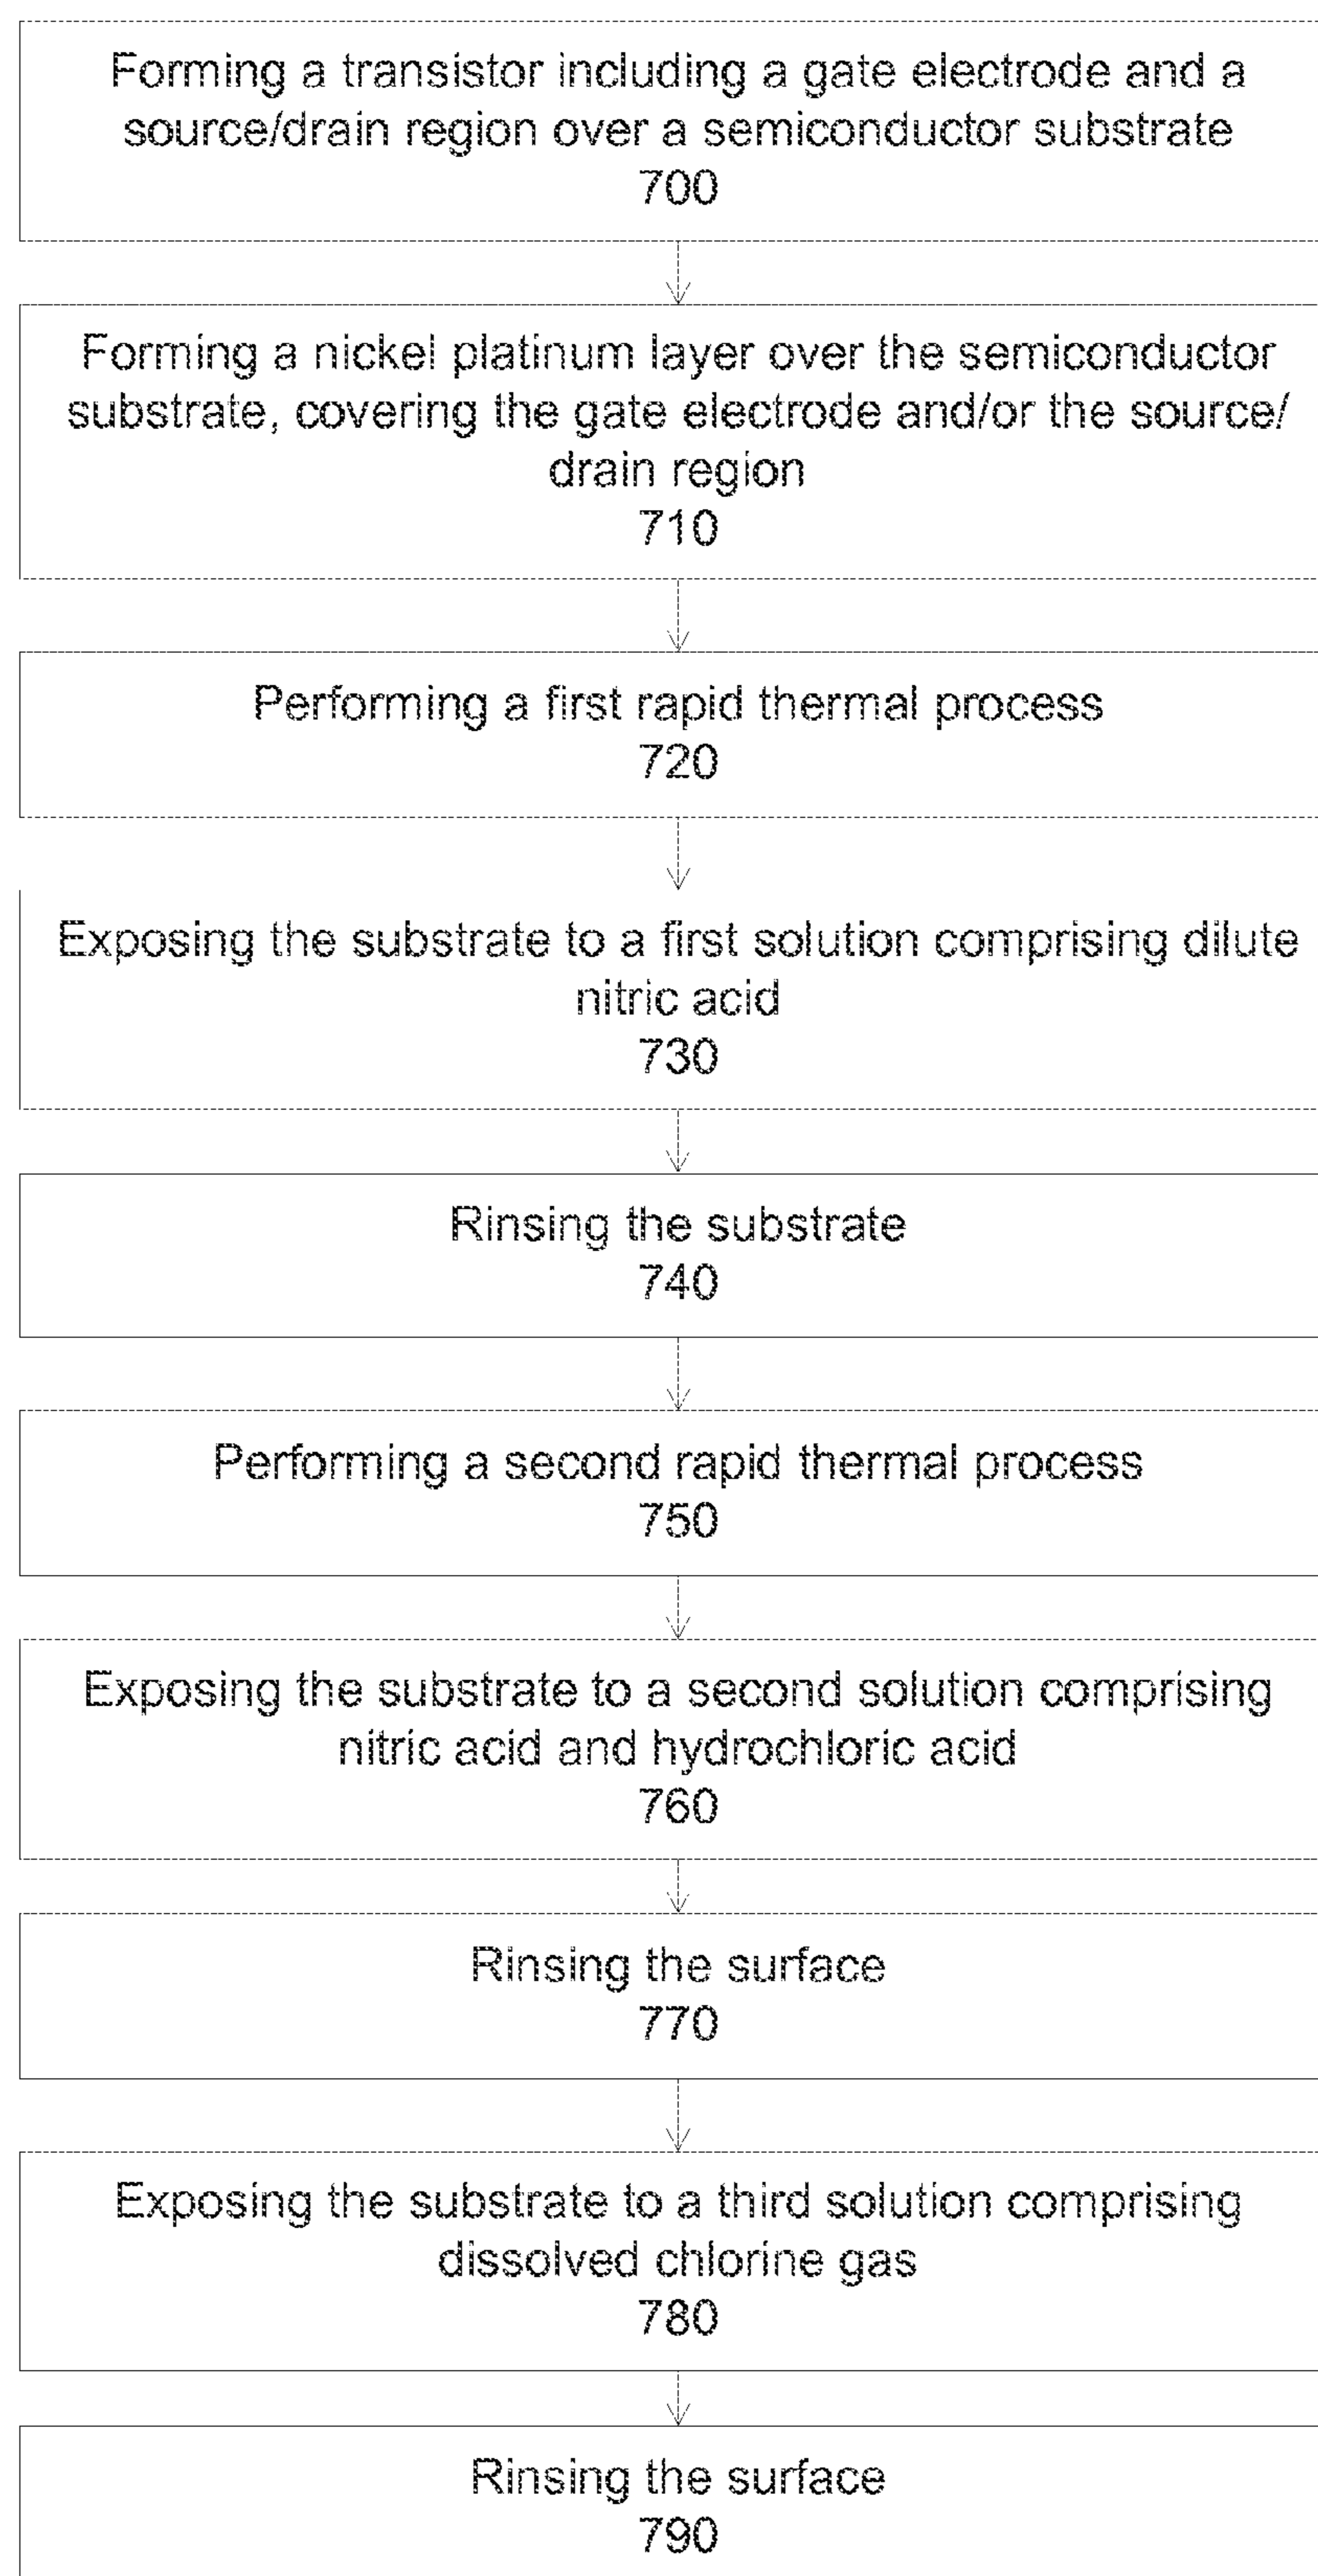 Forming a transistor including a gate electrode and a
source/drain region over a semiconductor substrate
700
Forming a nickel platinum layer over the semiconductor
substrate, covering the gate electrode and/or the source/
drain region
710
Performing a first rapid thermal process
720
Exposing the substrate to a first solution comprising dilute
nitric acid
730
Rinsing the substrate
740
Performing a second rapid thermal process
750
Exposing the substrate to a second solution comprising
nitric acid and hydrochloric acid
760
Rinsing the surface
770
Exposing the substrate to a third solution comprising
dissolved chlorine gas
780
Rinsing the surface
790